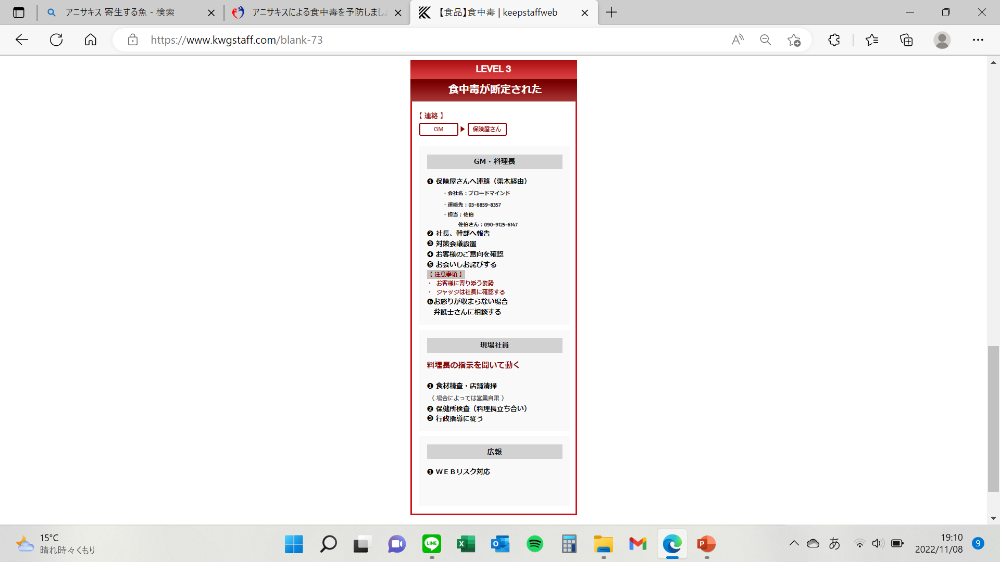 アニサキス 寄生する魚 - 検索
アニサキスによる食中毒を予防しまし
【食品】食中毒 | keepstaffweb
https://www.kwgstaff.com/blank-73
LEVEL 3
食中毒が断定された
【 連絡 】
GM
保険屋さん
GM・料理長
❶ 保険屋さんへ連絡（露木経由）
・会社名：ブロードマインド
・連絡先：03-6859-8357
・担当：佐伯
佐伯さん：090-9125-6147
❷ 社長、幹部へ報告
❸ 対策会議設置
❹ お客様のご意向を確認
❺ お会いしお詫びする
【 注意事項 】
・ お客様に寄り添う姿勢
・ ジャッジは社長に確認する
❻お怒りが収まらない場合
弁護士さんに相談する
現場社員
料理長の指示を聞いて動く
❶ 食材精査・店舗清掃
（ 場合によっては営業自粛 ）
❷ 保健所検査（料理長立ち合い）
❸ 行政指導に従う
広報
❶ ＷＥＢリスク対応
15°C
晴れ時々くもり
LINE
あ
19:10
2022/11/08
9